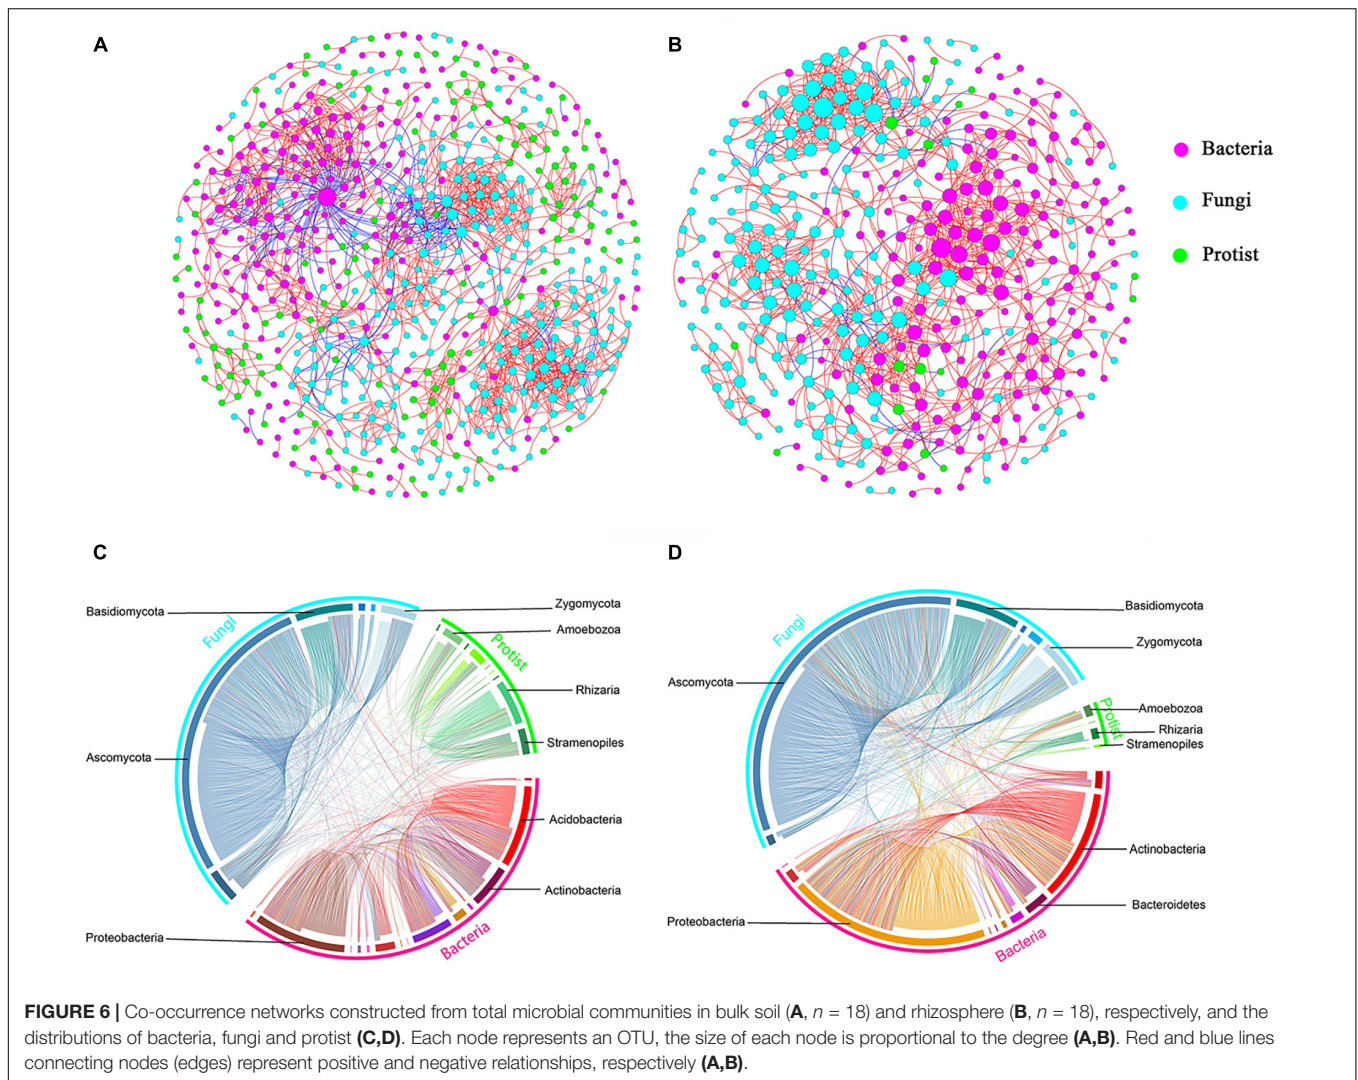 A
B
Bacteria
Fungi
Protist
C
D
Basidiomycota
Zygomycota
Amoebozoa
Fungi
Protist
Rhizaria
Stramenopiles
Ascomycota
Acidobacteria
Actinobacteria
Proteobacteria
Bacteria
Fungi
Basidiomycota
Zygomycota
Ascomycota
Protist
Amoebozoa
Rhizaria
Stramenopiles
Actinobacteria
Bacteroidetes
Proteobacteria
Bacteria
FIGURE 6 | Co-occurrence networks constructed from total microbial communities in bulk soil (A, n = 18) and rhizosphere (B, n = 18), respectively, and the
distributions of bacteria, fungi and protist (C,D). Each node represents an OTU, the size of each node is proportional to the degree (A,B). Red and blue lines
connecting nodes (edges) represent positive and negative relationships, respectively (A,B).